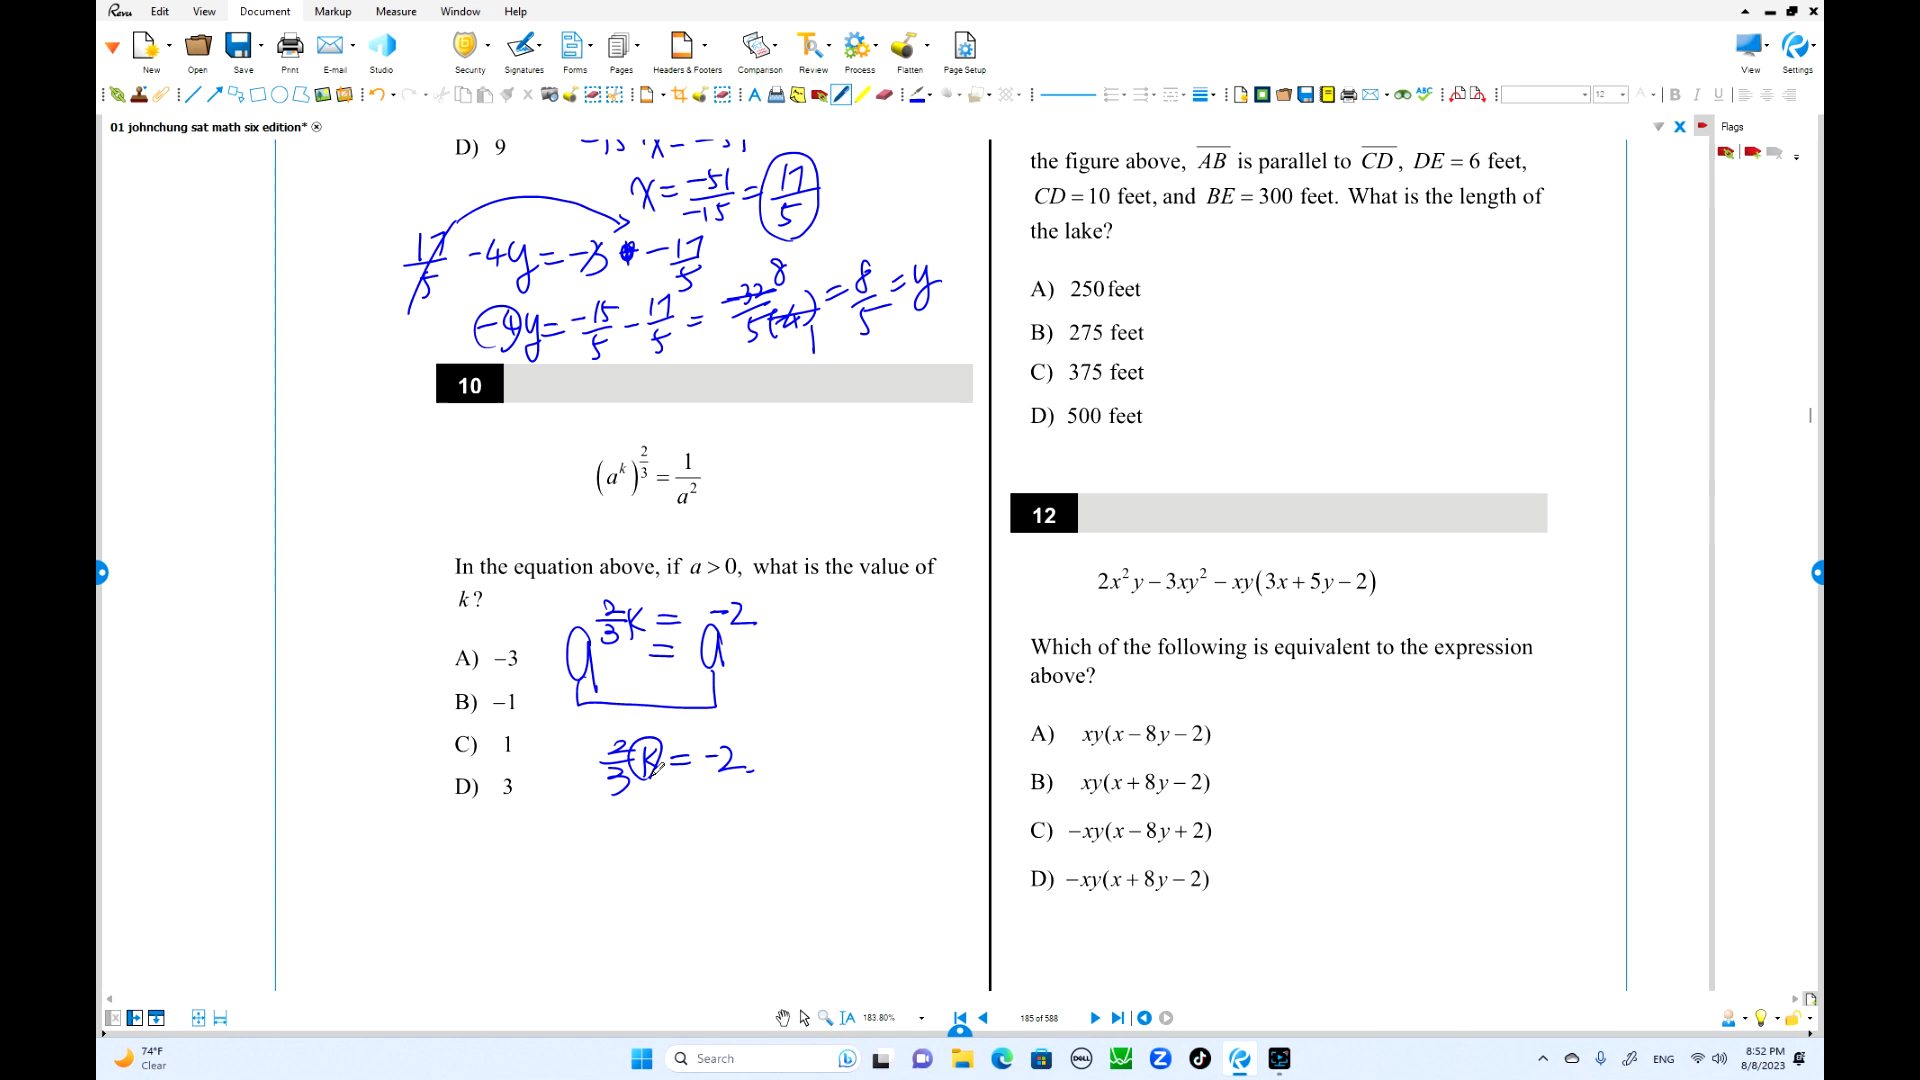 Revu Edit View Document Markup Measure Window Help
New Open Save Print E-mail Studio Security Signatures Forms Pages Headers & Footers Comparison Review Process Flatten Page Setup View Settings
12
01 johnchung sat math six edition*
Flags
D) 9
x = -51/-15 = 17/5
17/5 - 4y = -3 - 17/5
-4y = -15/5 - 17/5 = -32/5(-4) = 8/5 = y
8
1
10
(a^k)^(2/3) = 1/a^2
In the equation above, if a > 0, what is the value of
k?
a^(2/3 k) = a^-2
=
A) −3
B) −1
C) 1
D) 3
2/3 k = -2.
the figure above, AB is parallel to CD, DE = 6 feet,
CD = 10 feet, and BE = 300 feet. What is the length of
the lake?
A) 250 feet
B) 275 feet
C) 375 feet
D) 500 feet
12
2x²y − 3xy² − xy(3x + 5y − 2)
Which of the following is equivalent to the expression
above?
A) xy(x − 8y − 2)
B) xy(x + 8y − 2)
C) −xy(x − 8y + 2)
D) −xy(x + 8y − 2)
183.80%
185 of 588
74°F
Clear
Search
DELL
ENG
8:52 PM
8/8/2023